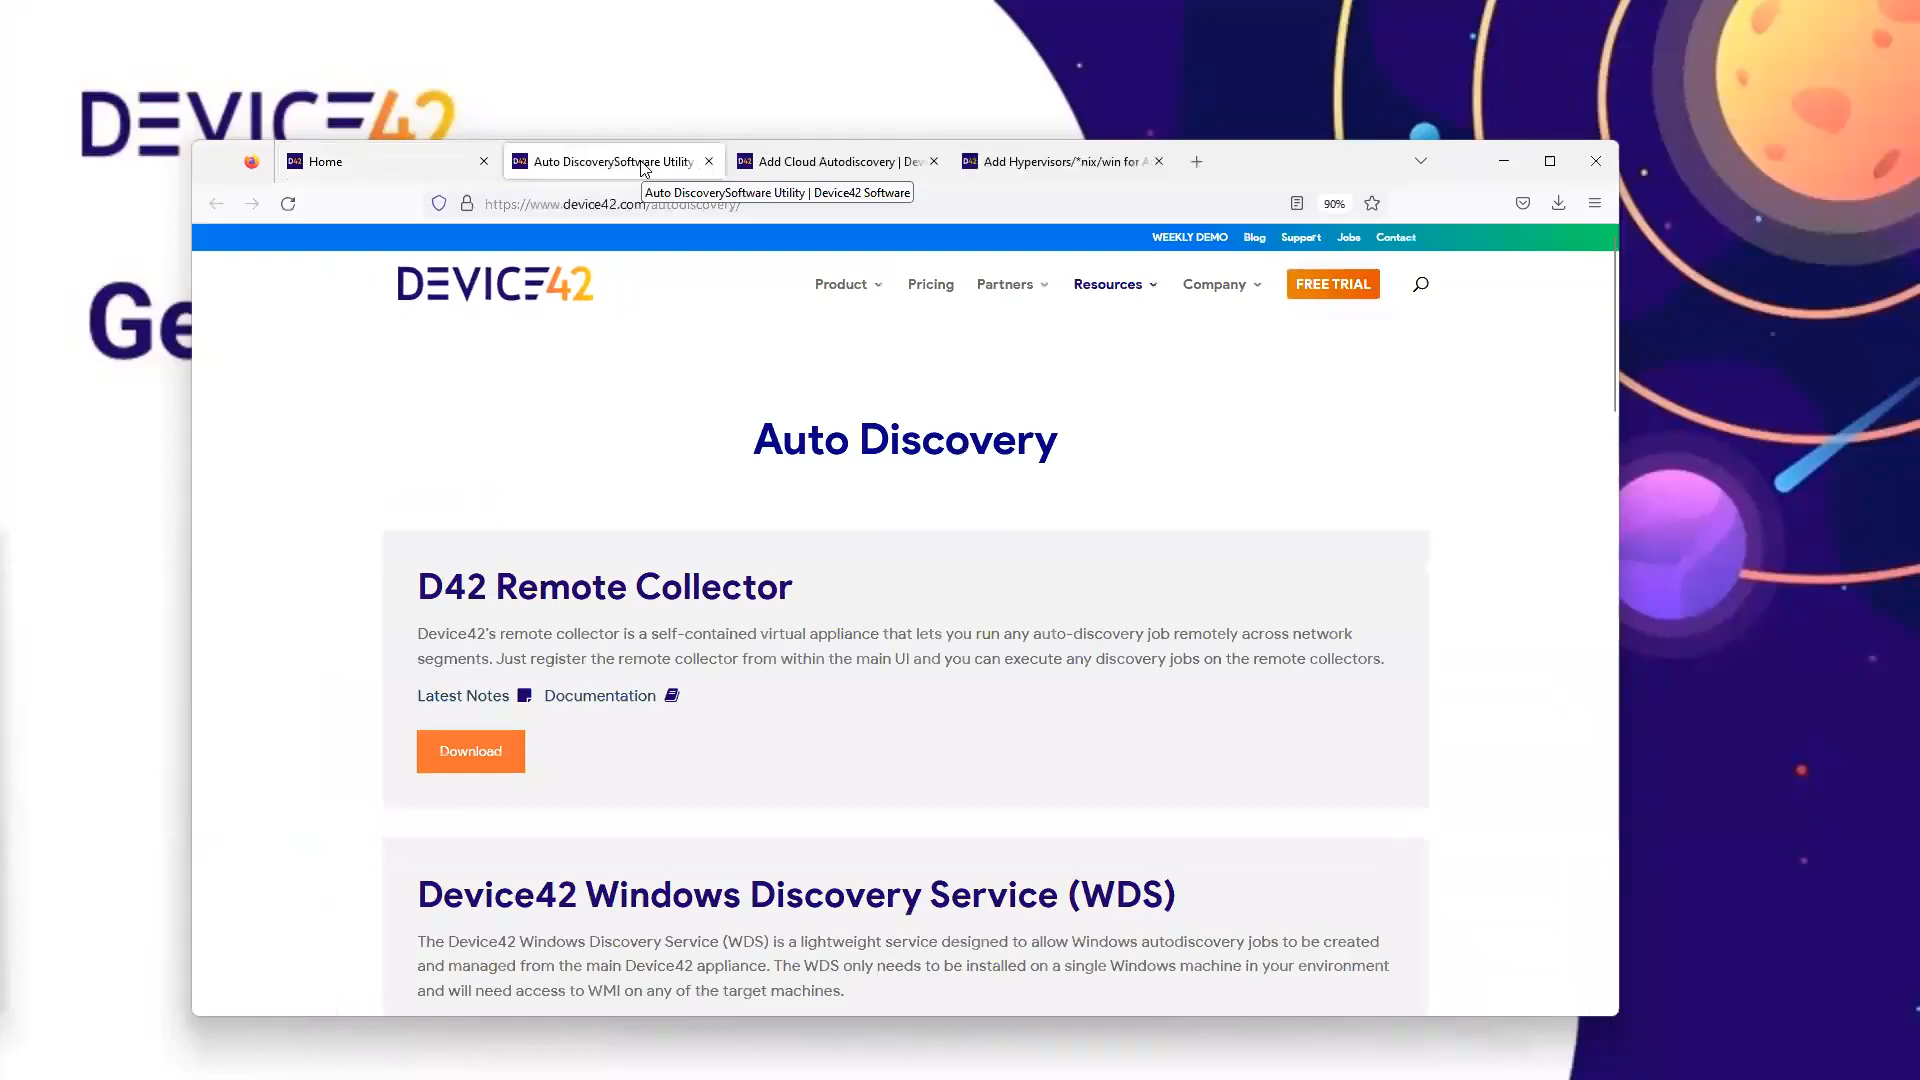 DEVICE42
Ge
Home
Auto DiscoverySoftware Utility
Add Cloud Autodiscovery | Dev
Add Hypervisors/*nix/win for A
Auto DiscoverySoftware Utility | Device42 Software
https://www.device42.com/autodiscovery/
90%
WEEKLY DEMO Blog Support Jobs Contact
DEVICE42
Product Pricing Partners Resources Company FREE TRIAL
Auto Discovery
D42 Remote Collector
Device42's remote collector is a self-contained virtual appliance that lets you run any auto-discovery job remotely across network
segments. Just register the remote collector from within the main UI and you can execute any discovery jobs on the remote collectors.
Latest Notes Documentation
Download
Device42 Windows Discovery Service (WDS)
The Device42 Windows Discovery Service (WDS) is a lightweight service designed to allow Windows autodiscovery jobs to be created
and managed from the main Device42 appliance. The WDS only needs to be installed on a single Windows machine in your environment
and will need access to WMI on any of the target machines.